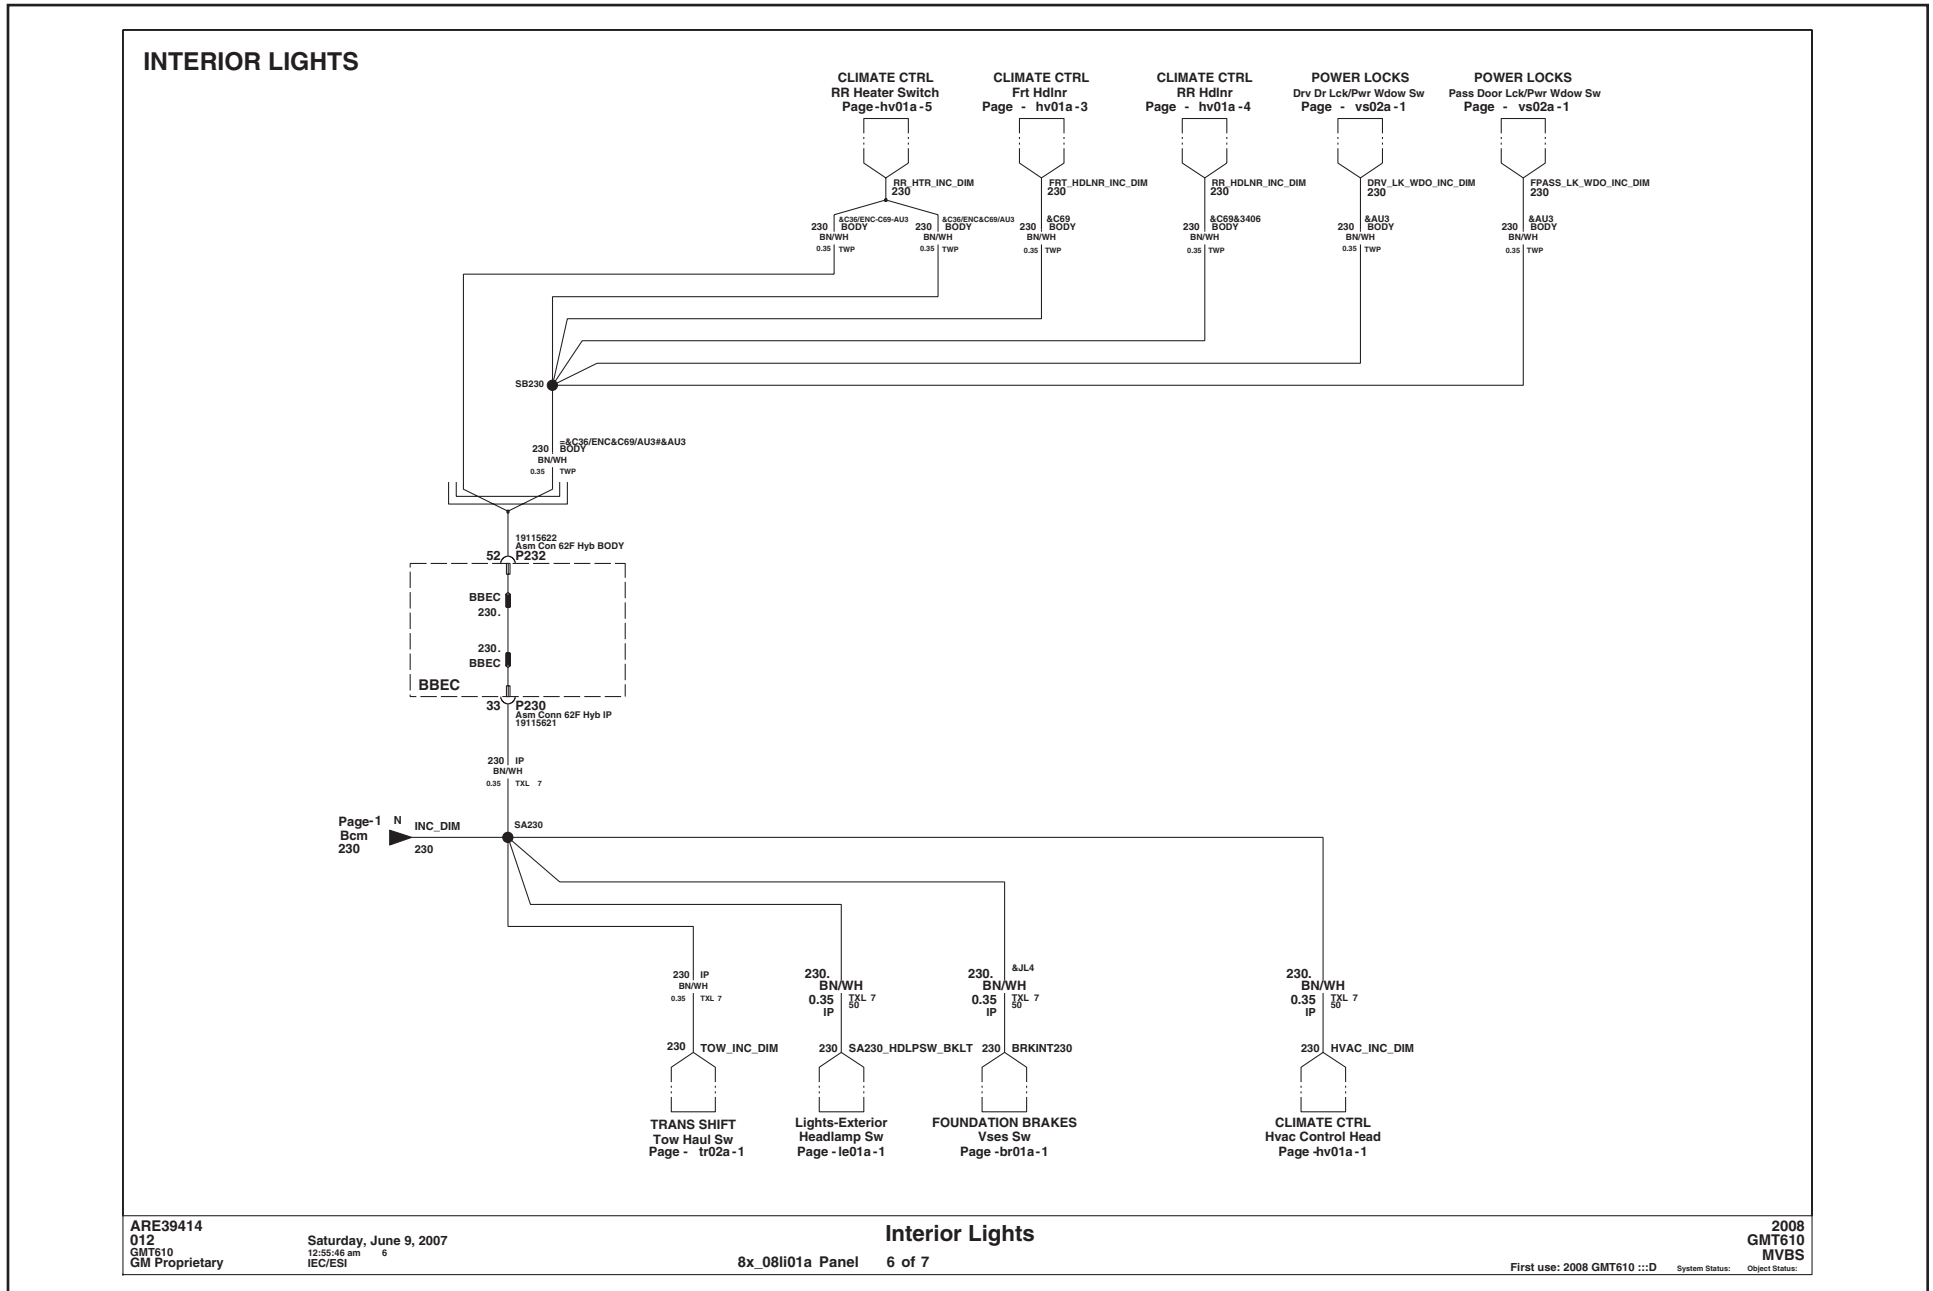 INTERIOR LIGHTS
CLIMATE CTRL
RR Heater Switch
Page-hv01a-5
CLIMATE CTRL
Frt Hdlnr
Page - hv01a-3
CLIMATE CTRL
RR Hdlnr
Page - hv01a-4
POWER LOCKS
Drv Dr Lck/Pwr Wdow Sw
Page - vs02a-1
POWER LOCKS
Pass Door Lck/Pwr Wdow Sw
Page - vs02a-1
RR_HTR_INC_DIM
230
FRT_HDLNR_INC_DIM
230
RR_HDLNR_INC_DIM
230
DRV_LK_WDO_INC_DIM
230
FPASS_LK_WDO_INC_DIM
230
&C36/ENC-C69-AU3
230 BODY
BN/WH
0.35 TWP
&C36/ENC&C69/AU3
230 BODY
BN/WH
0.35 TWP
&C69
230 BODY
BN/WH
0.35 TWP
&C69&3406
230 BODY
BN/WH
0.35 TWP
&AU3
230 BODY
BN/WH
0.35 TWP
&AU3
230 BODY
BN/WH
0.35 TWP
SB230
=&C36/ENC&C69/AU3#&AU3
230 BODY
BN/WH
0.35 TWP
19115622
Asm Con 62F Hyb BODY
52 P232
BBEC
230.
230.
BBEC
BBEC
33 P230
Asm Conn 62F Hyb IP
19115621
230 IP
BN/WH
0.35 TXL 7
Page-1 N
Bcm
230
INC_DIM
230
SA230
230 IP
BN/WH
0.35 TXL 7
230.
BN/WH
0.35 TXL 7
50
IP
&JL4
230.
BN/WH
0.35 TXL 7
50
IP
230.
BN/WH
0.35 TXL 7
50
IP
230 TOW_INC_DIM
230 SA230_HDLPSW_BKLT
230 BRKINT230
230 HVAC_INC_DIM
TRANS SHIFT
Tow Haul Sw
Page - tr02a-1
Lights-Exterior
Headlamp Sw
Page -le01a-1
FOUNDATION BRAKES
Vses Sw
Page -br01a-1
CLIMATE CTRL
Hvac Control Head
Page -hv01a-1
ARE39414
012
GMT610
GM Proprietary
Saturday, June 9, 2007
12:55:46 am 6
IEC/ESI
Interior Lights
8x_08li01a Panel 6 of 7
2008
GMT610
MVBS
First use: 2008 GMT610 :::D System Status: Object Status: